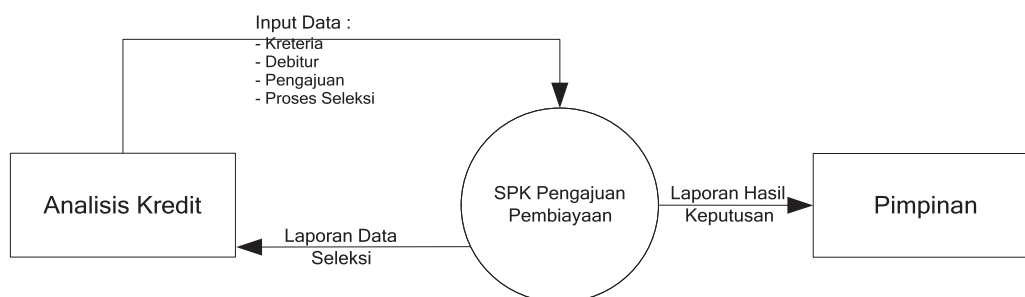 Input Data :
- Kreteria
- Debitur
- Pengajuan
- Proses Seleksi
Analisis Kredit
SPK Pengajuan
Pembiayaan
Laporan Hasil
Keputusan
Pimpinan
Laporan Data
Seleksi